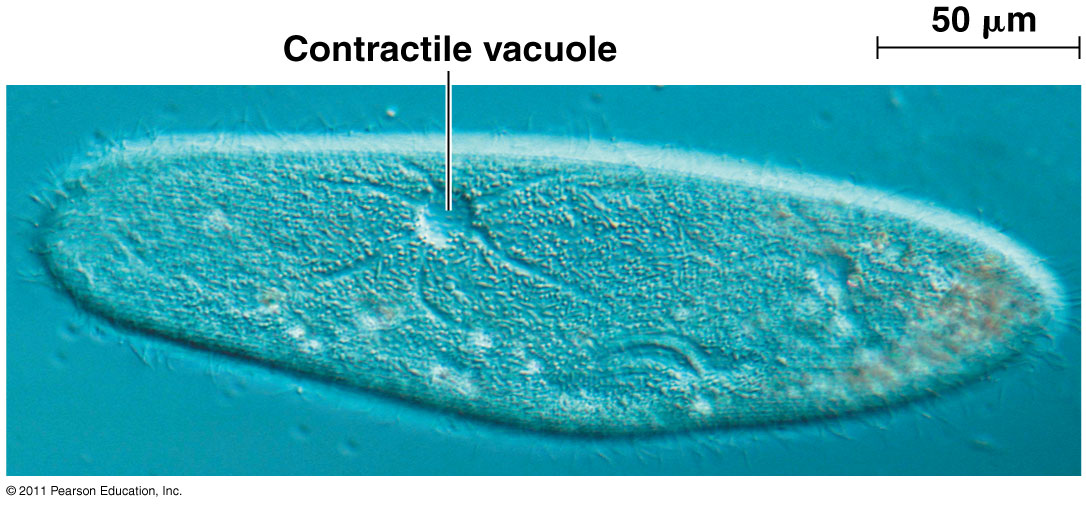 50 μm
Contractile vacuole
© 2011 Pearson Education, Inc.